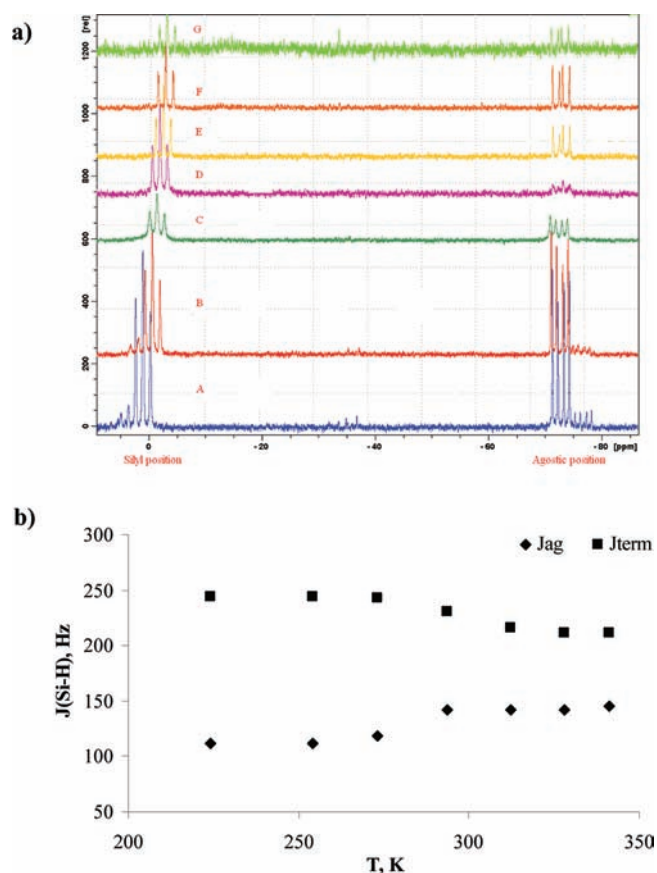 a)
[rel]
G
1200
F
1000
E
D
800
C
600
400
B
200
A
0
0 +20 +40 +60 +80 [ppm]
Silyl position Agostic position
b)
300
◆ Jag ■ Jterm
250
200
150
100
50
J(Si-H), Hz
200 250 300 350
T, K